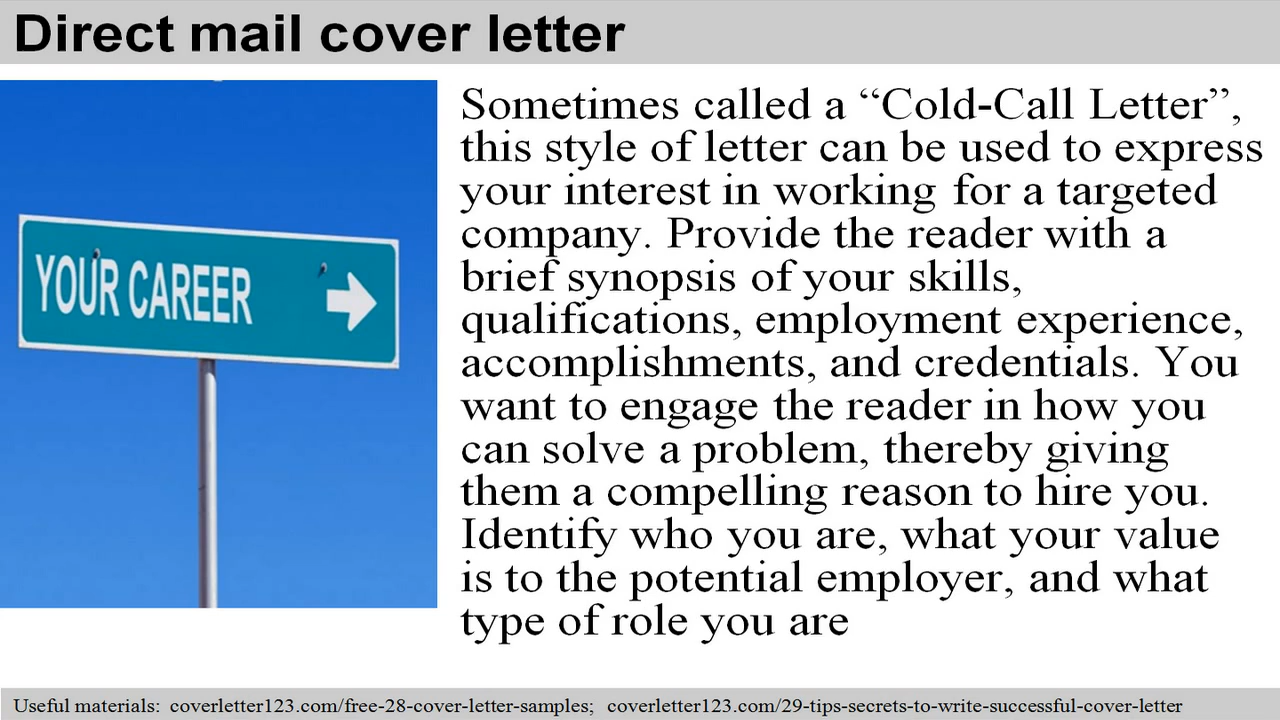 Direct mail cover letter
YOUR CAREER
Sometimes called a “Cold-Call Letter”,
this style of letter can be used to express
your interest in working for a targeted
company. Provide the reader with a
brief synopsis of your skills,
qualifications, employment experience,
accomplishments, and credentials. You
want to engage the reader in how you
can solve a problem, thereby giving
them a compelling reason to hire you.
Identify who you are, what your value
is to the potential employer, and what
type of role you are
Useful materials: coverletter123.com/free-28-cover-letter-samples; coverletter123.com/29-tips-secrets-to-write-successful-cover-letter